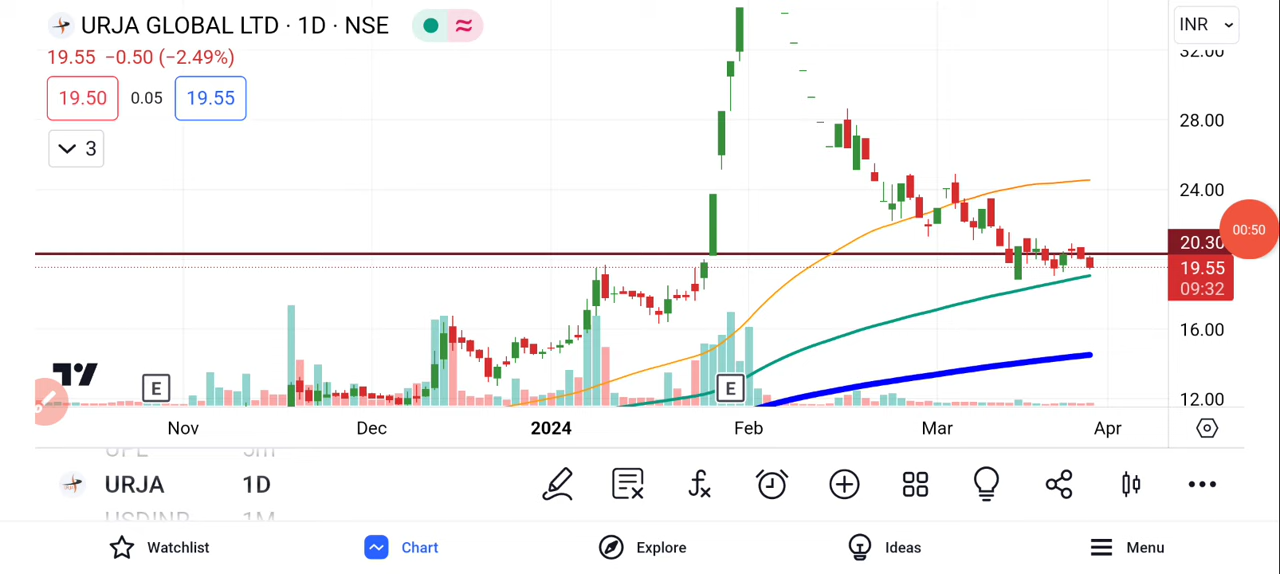 URJA GLOBAL LTD · 1D · NSE
INR
19.55 −0.50 (−2.49%)
32.00
19.50 0.05 19.55
28.00
3
24.00
00:50
20.30
19.55
09:32
16.00
E E
12.00
Nov Dec 2024 Feb Mar Apr
URJA 1D
USDINR 1M
Watchlist Chart Explore Ideas Menu